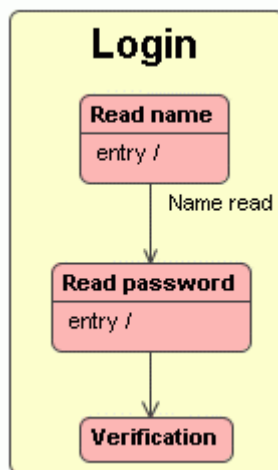 Login
Read name
entry /
Name read
Read password
entry /
Verification